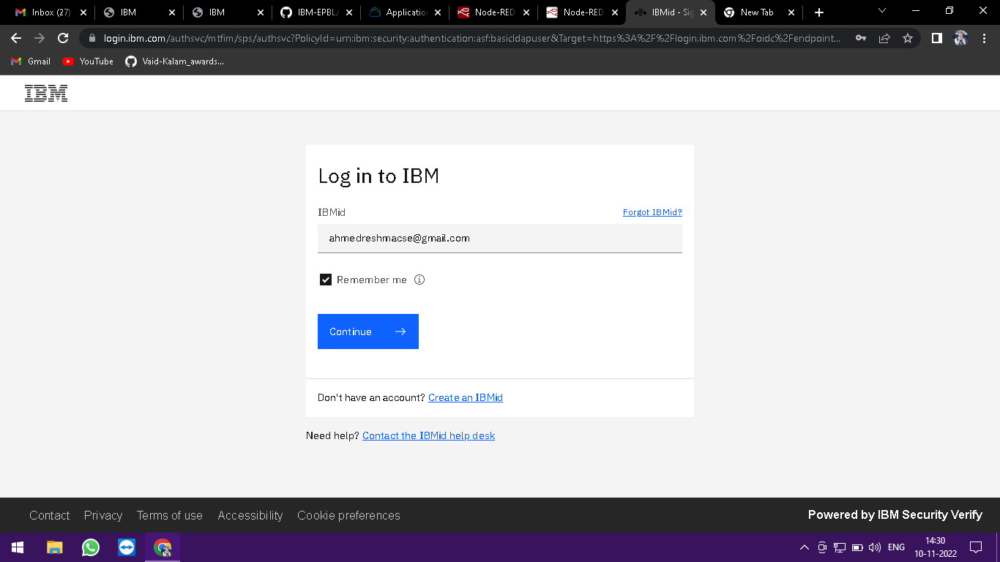 Inbox (27)
IBM
IBM
IBM-EPBL/
Application
Node-RED
Node-RED
IBMid - Sig
New Tab
login.ibm.com/authsvc/mtfim/sps/authsvc?PolicyId=urn:ibm:security:authentication:asf:basicldapuser&Target=https%3A%2F%2Flogin.ibm.com%2Foidc%2Fendpoint...
Gmail
YouTube
Vaid-Kalam_awards...
IBM
Log in to IBM
IBMid
Forgot IBMid?
ahmedreshmacse@gmail.com
Remember me
Continue
Don't have an account? Create an IBMid
Need help? Contact the IBMid help desk
Contact Privacy Terms of use Accessibility Cookie preferences
Powered by IBM Security Verify
ENG
14:30
10-11-2022